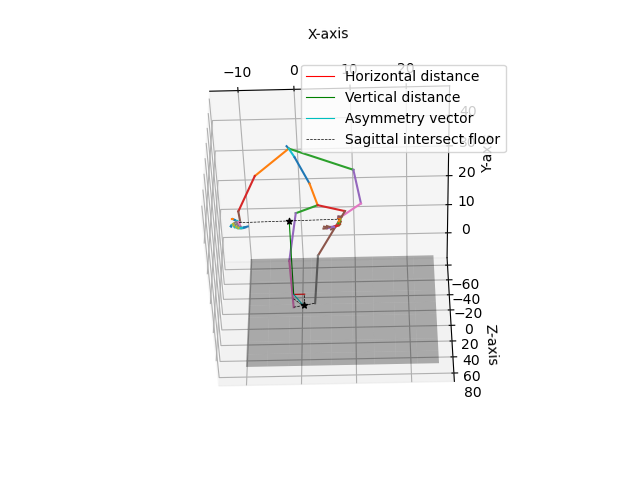 X-axis
−10
0
10
20
Horizontal distance
Vertical distance
Asymmetry vector
Sagittal intersect floor
40
Y-ax
20
10
0
−60
−40
−20
0
20
40
60
80
Z-axis